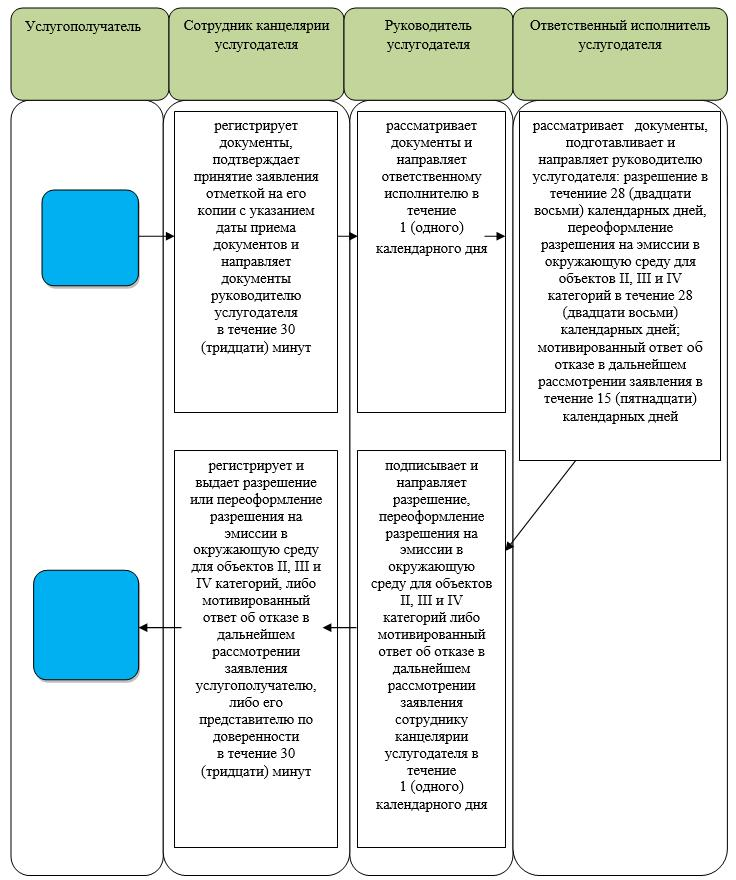 Услугополучатель
Сотрудник канцелярии
услугодателя
Руководитель
услугодателя
Ответственный исполнитель
услугодателя
регистрирует
документы,
подтверждает
принятие заявления
отметкой на его
копии с указанием
даты приема
документов и
направляет
документы
руководителю
услугодателя
в течение 30
(тридцати) минут
рассматривает
документы и
направляет
ответственному
исполнителю в
течение
1 (одного)
календарного дня
рассматривает документы,
подготавливает и
направляет руководителю
услугодателя: разрешение в
течениие 28 (двадцати
восьми) календарных дней,
переоформление
разрешения на эмиссии в
окружающую среду для
объектов II, III и IV
категорий в течение 28
(двадцати восьми)
календарных дней;
мотивированный ответ об
отказе в дальнейшем
рассмотрении заявления в
течение 15 (пятнадцати)
календарных дней
регистрирует и
выдает разрешение
или переоформление
разрешения на
эмиссии в
окружающую среду
для объектов II, III и
IV категорий, либо
мотивированный
ответ об отказе в
дальнейшем
рассмотрении
заявления
услугополучателю,
либо его
представителю по
доверенности
в течение 30
(тридцати) минут
подписывает и
направляет
разрешение,
переоформление
разрешения на
эмиссии в
окружающую
среду для объектов
II, III и IV
категорий либо
мотивированный
ответ об отказе в
дальнейшем
рассмотрении
заявления
сотруднику
канцелярии
услугодателя в
течение
1 (одного)
календарного дня